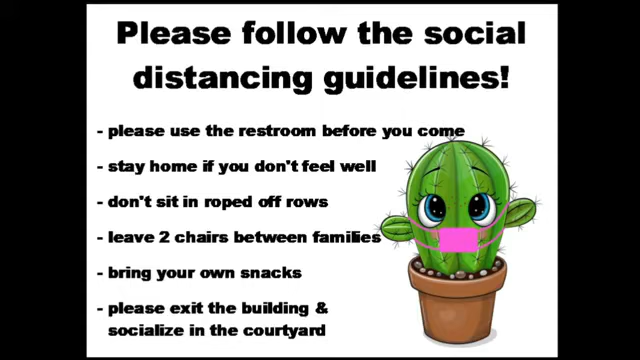 Please follow the social
distancing guidelines!
- please use the restroom before you come
- stay home if you don't feel well
- don't sit in roped off rows
- leave 2 chairs between families
- bring your own snacks
- please exit the building &
socialize in the courtyard